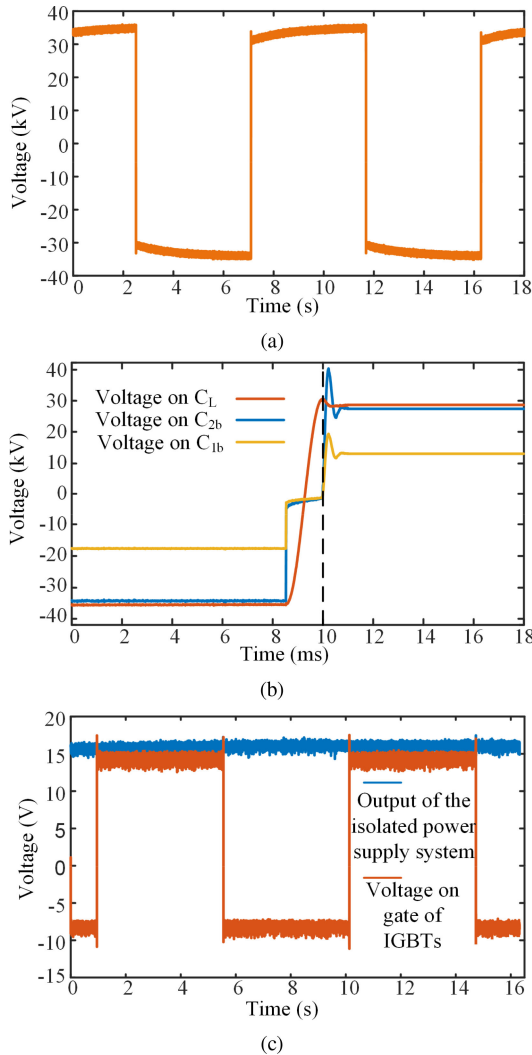 40
30
20
10
0
-10
-20
-30
-40
Voltage (kV)
0 2 4 6 8 10 12 14 16 18
Time (s)
(a)
40
30
20
10
0
-10
-20
-30
-40
Voltage (kV)
Voltage on C_L
Voltage on C_2b
Voltage on C_1b
0 2 4 6 8 10 12 14 16 18
Time (ms)
(b)
20
15
10
5
0
-5
-10
-15
Voltage (V)
Output of the
isolated power
supply system
Voltage on
gate of
IGBTs
0 2 4 6 8 10 12 14 16
Time (s)
(c)